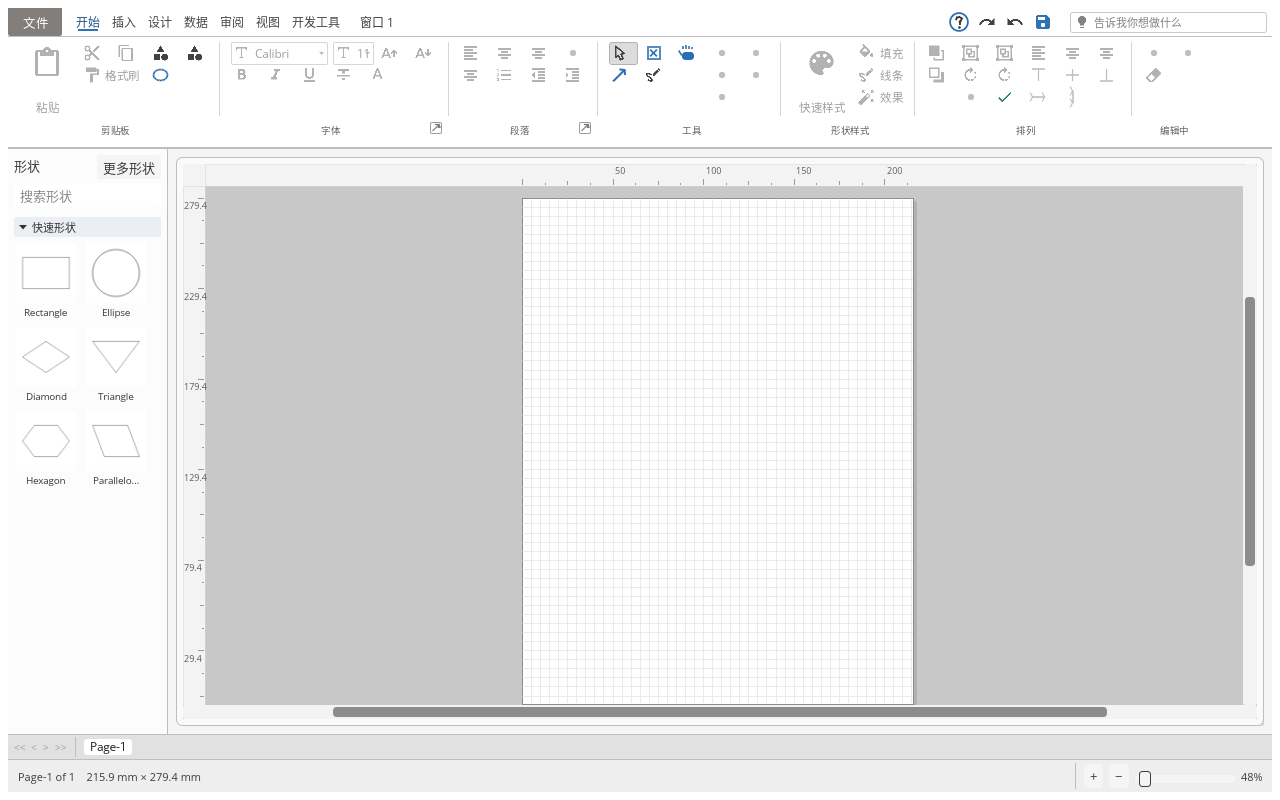 文件 开始 插入 设计 数据 审阅 视图 开发工具 窗口 1 告诉我你想做什么
Calibri 11 填充
格式刷 线条
粘贴 快速样式 效果
剪贴板 字体 段落 工具 形状样式 排列 编辑中
形状 更多形状
搜索形状
快速形状
Rectangle Ellipse
Diamond Triangle
Hexagon Parallelo...
50 100 150 200
279.4
229.4
179.4
129.4
79.4
29.4
<< < > >> Page-1
Page-1 of 1 215.9 mm × 279.4 mm + − 48%